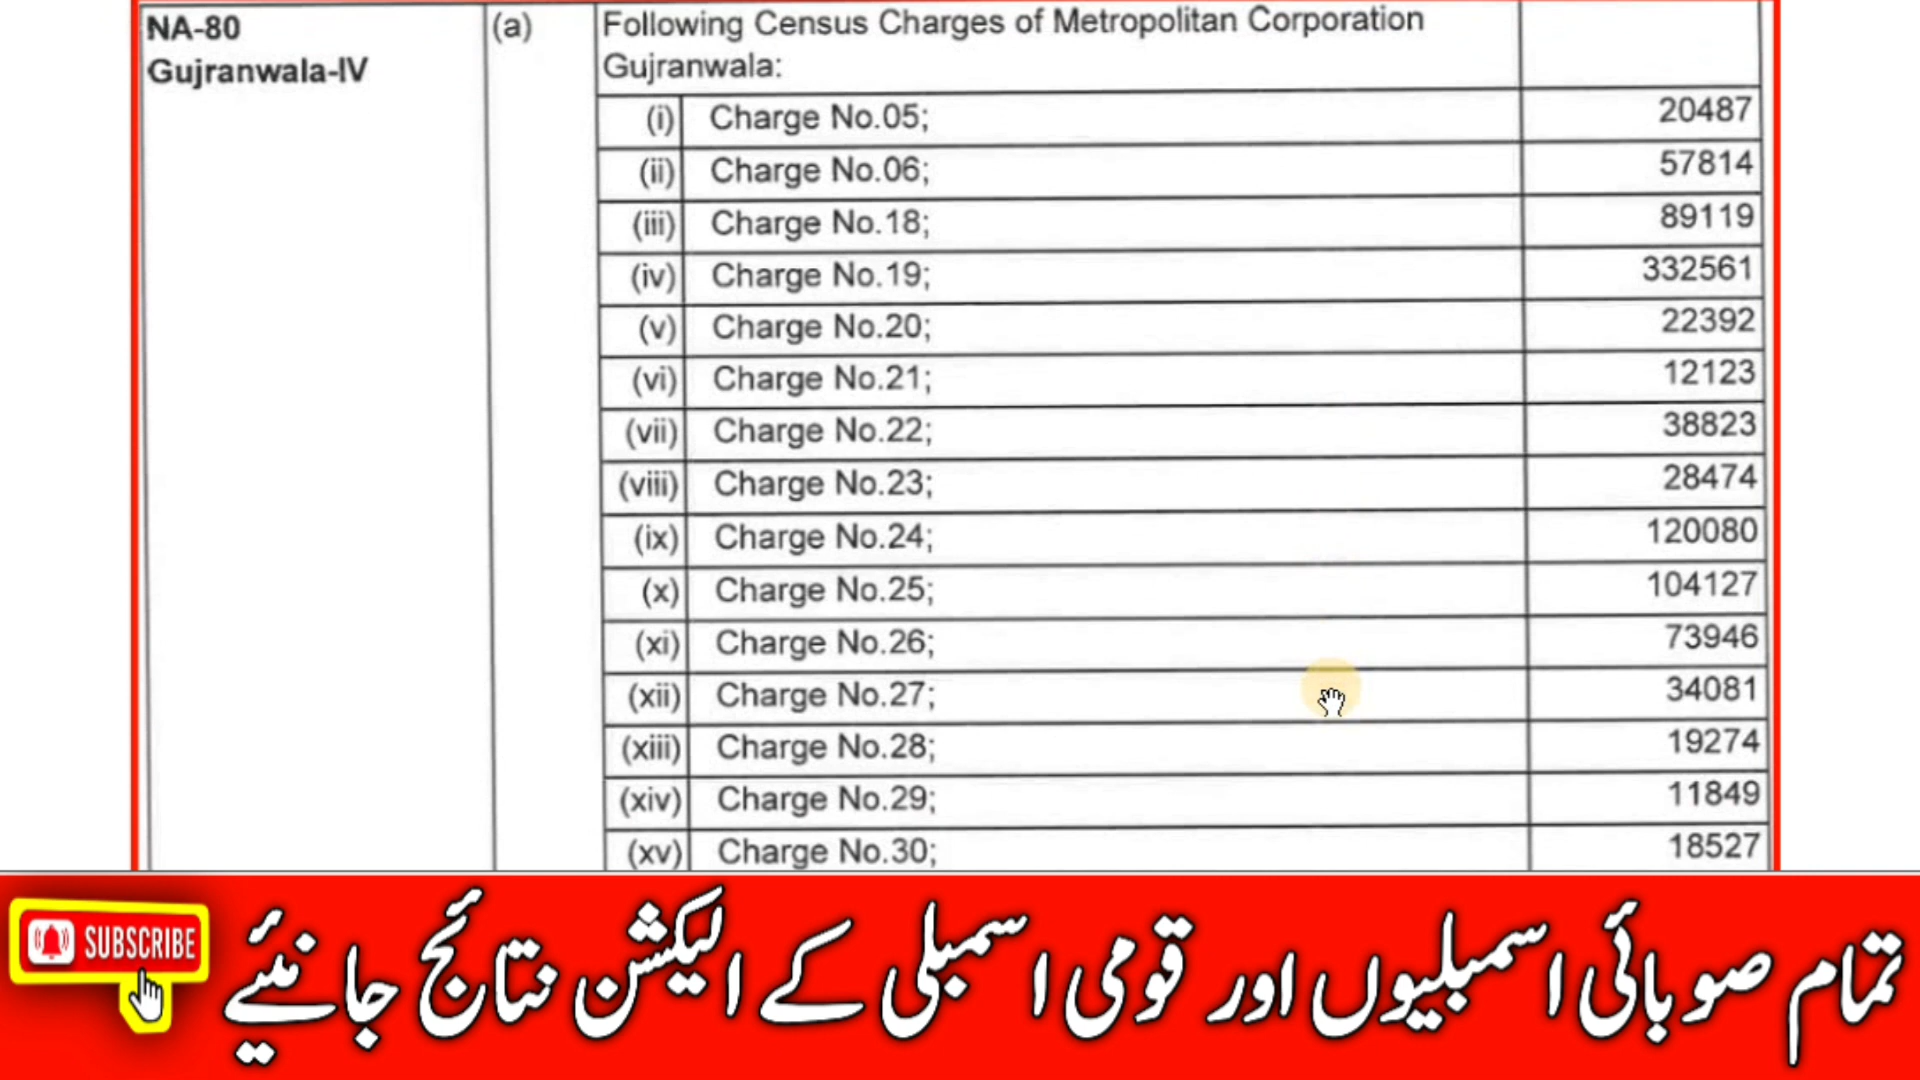 NA-80
Gujranwala-IV
(a)
Following Census Charges of Metropolitan Corporation
Gujranwala:
(i) Charge No.05; 20487
(ii) Charge No.06; 57814
(iii) Charge No.18; 89119
(iv) Charge No.19; 332561
(v) Charge No.20; 22392
(vi) Charge No.21; 12123
(vii) Charge No.22; 38823
(viii) Charge No.23; 28474
(ix) Charge No.24; 120080
(x) Charge No.25; 104127
(xi) Charge No.26; 73946
(xii) Charge No.27; 34081
(xiii) Charge No.28; 19274
(xiv) Charge No.29; 11849
(xv) Charge No.30; 18527
SUBSCRIBE
تمام صوبائی اسمبلیوں اور قومی اسمبلی کے الیکشن نتائج جانیئے